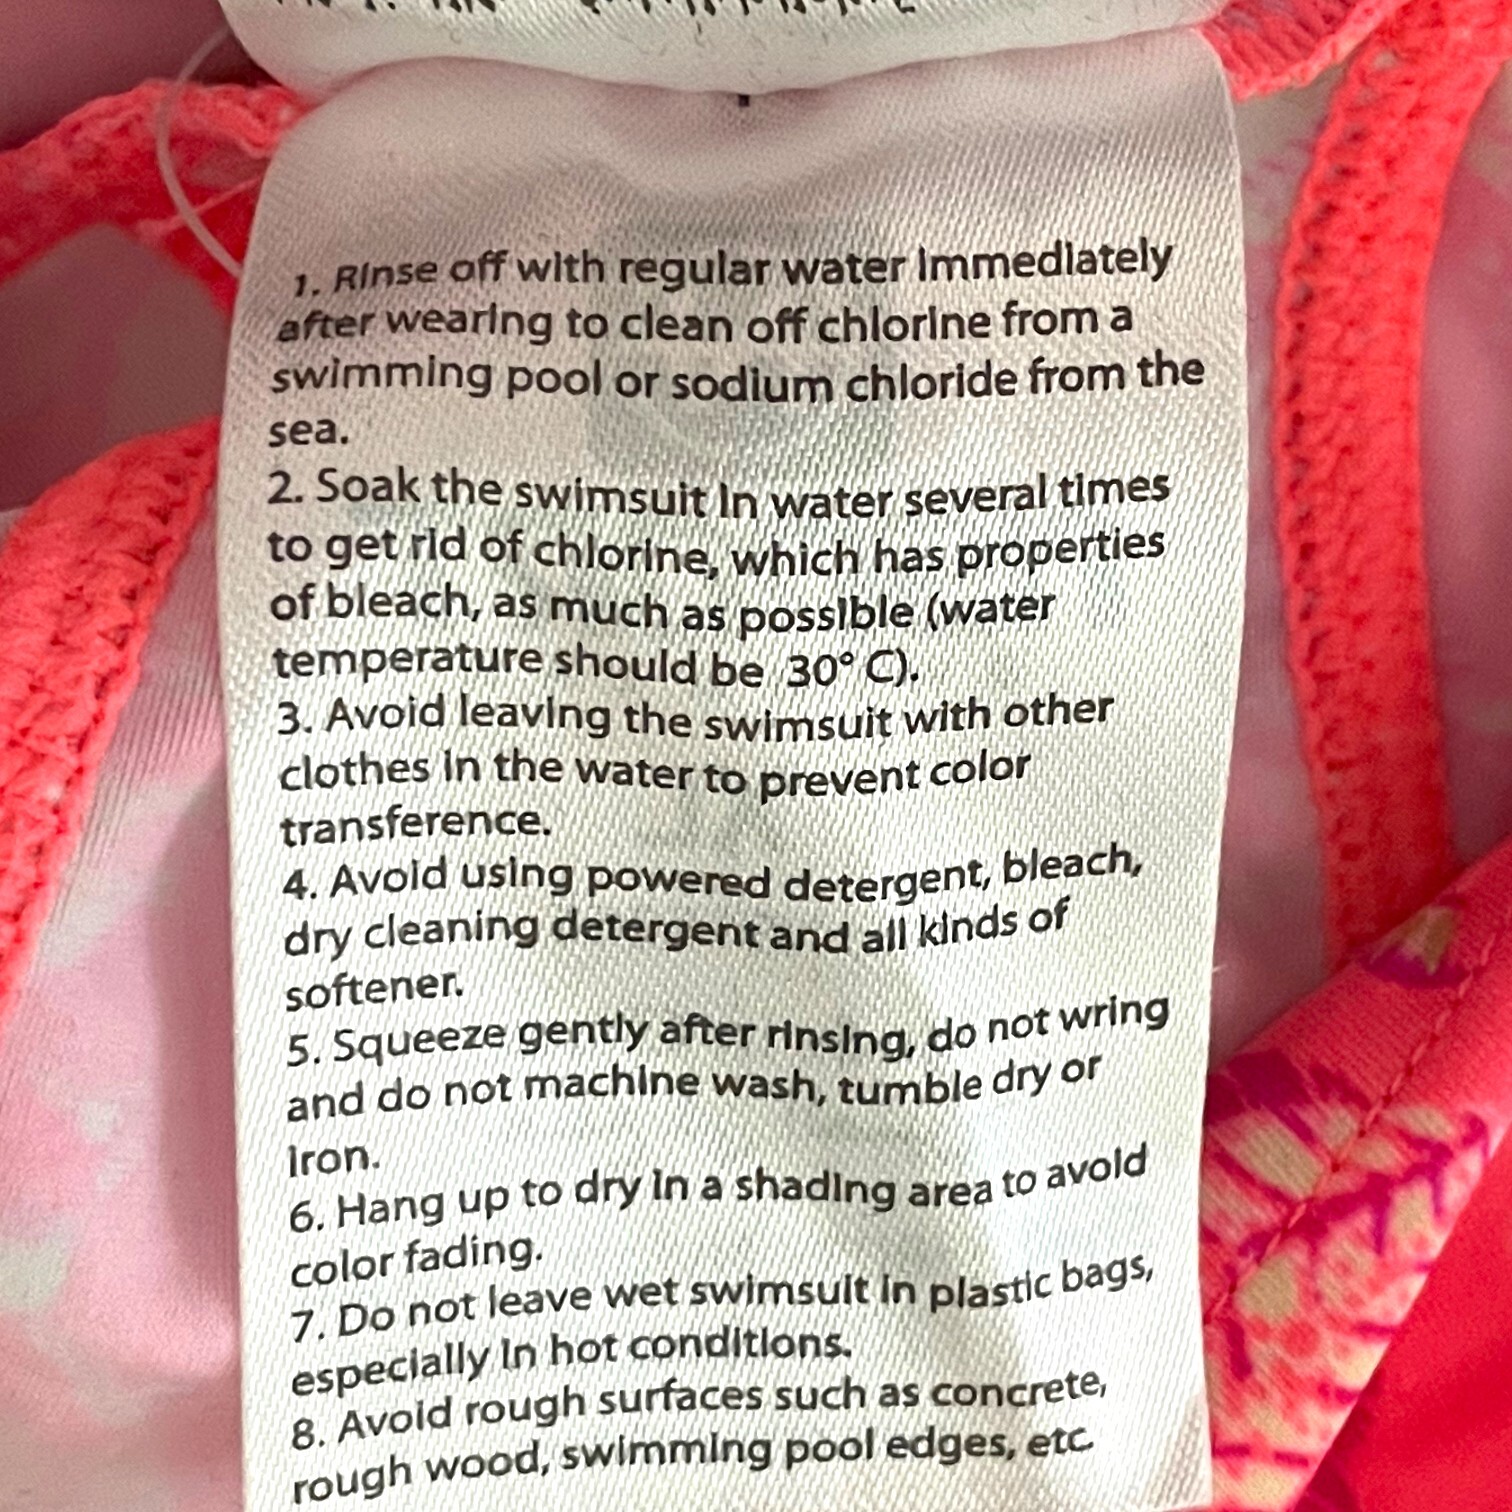 1. Rinse off with regular water immediately
after wearing to clean off chlorine from a
swimming pool or sodium chloride from the
sea.
2. Soak the swimsuit in water several times
to get rid of chlorine, which has properties
of bleach, as much as possible (water
temperature should be 30° C).
3. Avoid leaving the swimsuit with other
clothes in the water to prevent color
transference.
4. Avoid using powered detergent, bleach,
dry cleaning detergent and all kinds of
softener.
5. Squeeze gently after rinsing, do not wring
and do not machine wash, tumble dry or
iron.
6. Hang up to dry in a shading area to avoid
color fading.
7. Do not leave wet swimsuit in plastic bags,
especially in hot conditions.
8. Avoid rough surfaces such as concrete,
rough wood, swimming pool edges, etc.